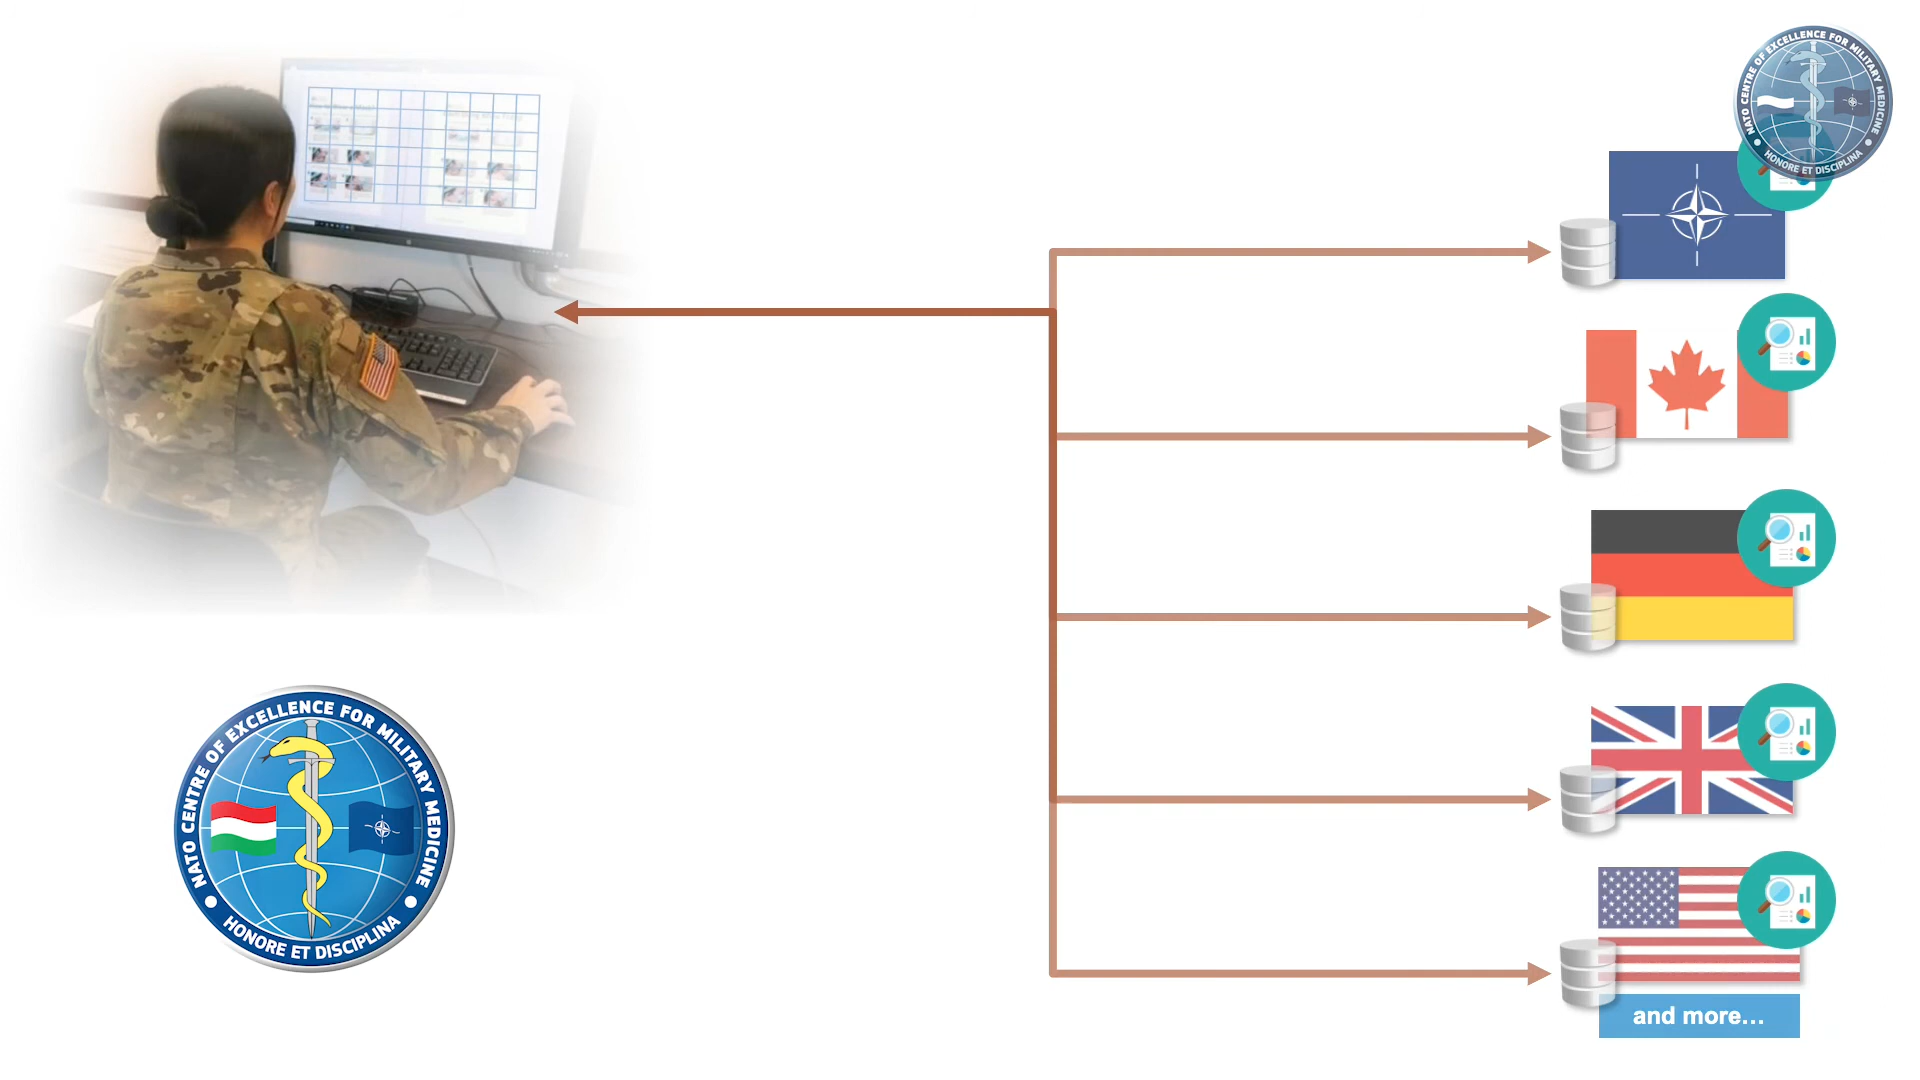 NATO CENTRE OF EXCELLENCE FOR MILITARY MEDICINE
HONORE ET DISCIPLINA
NATO CENTRE OF EXCELLENCE FOR MILITARY MEDICINE
HONORE ET DISCIPLINA
and more...